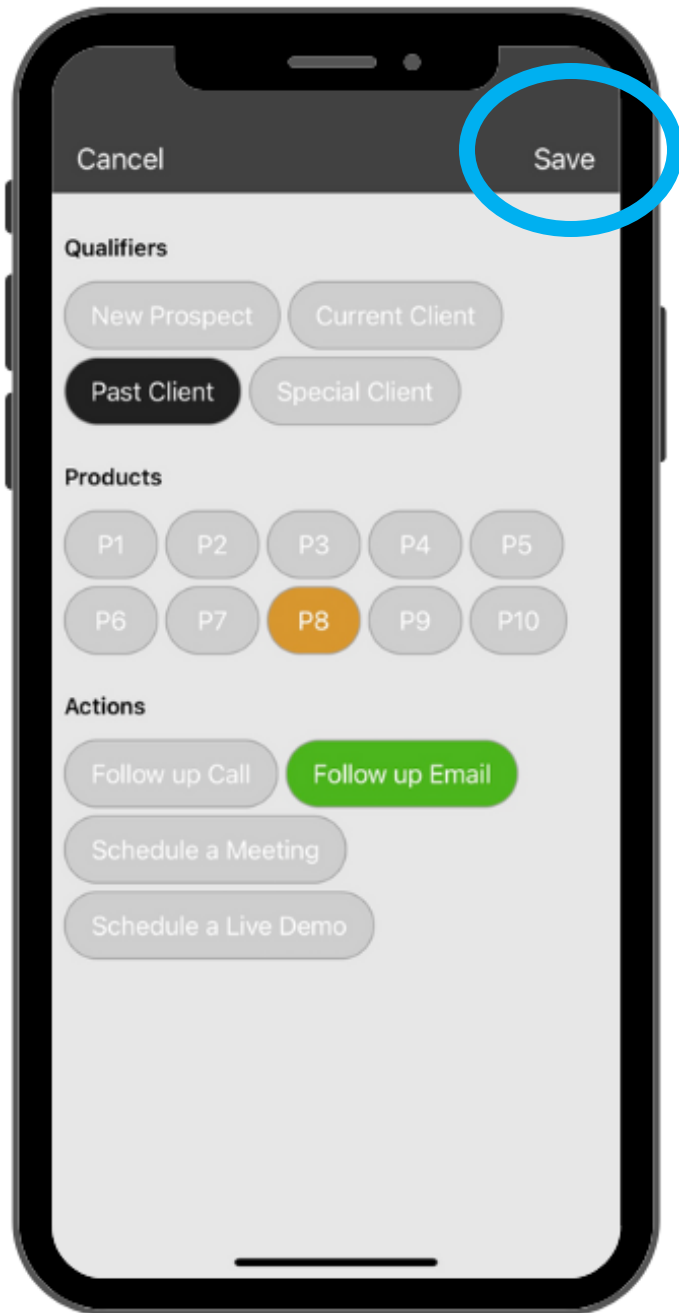 Cancel Save
Qualifiers
New Prospect Current Client
Past Client Special Client
Products
P1 P2 P3 P4 P5
P6 P7 P8 P9 P10
Actions
Follow up Call Follow up Email
Schedule a Meeting
Schedule a Live Demo